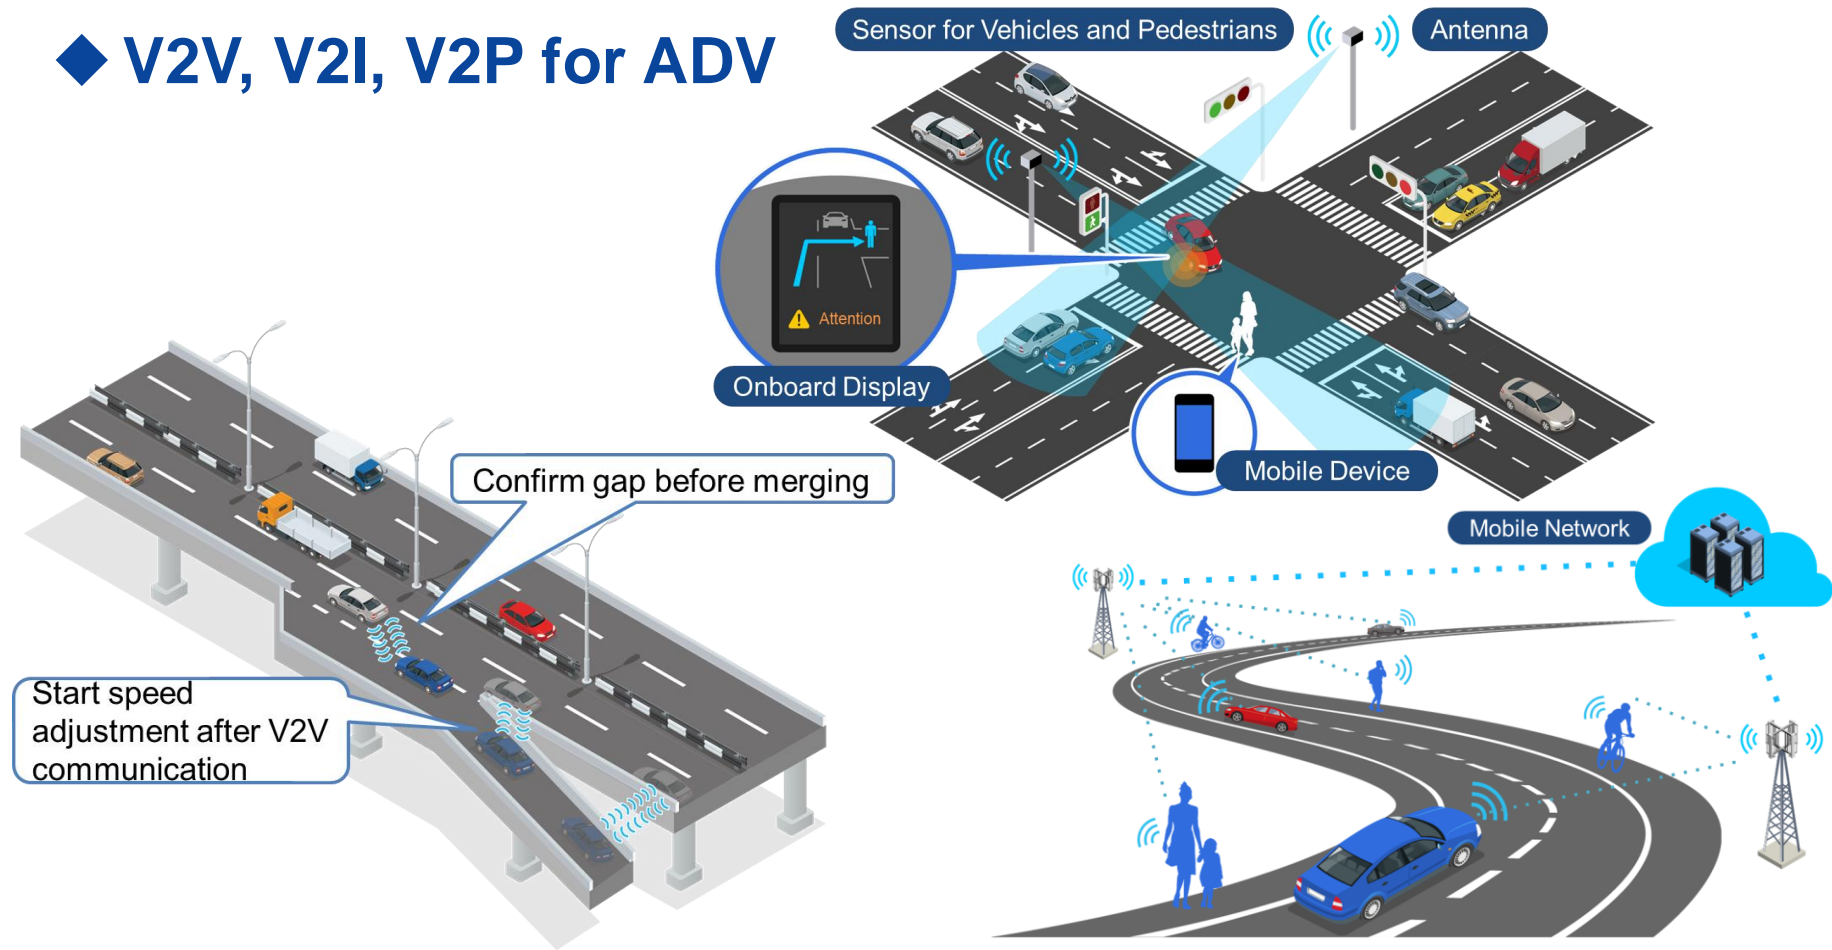 ◆ V2V, V2I, V2P for ADV
Sensor for Vehicles and Pedestrians
Antenna
Attention
Onboard Display
Mobile Device
Confirm gap before merging
Start speed
adjustment after V2V
communication
Mobile Network